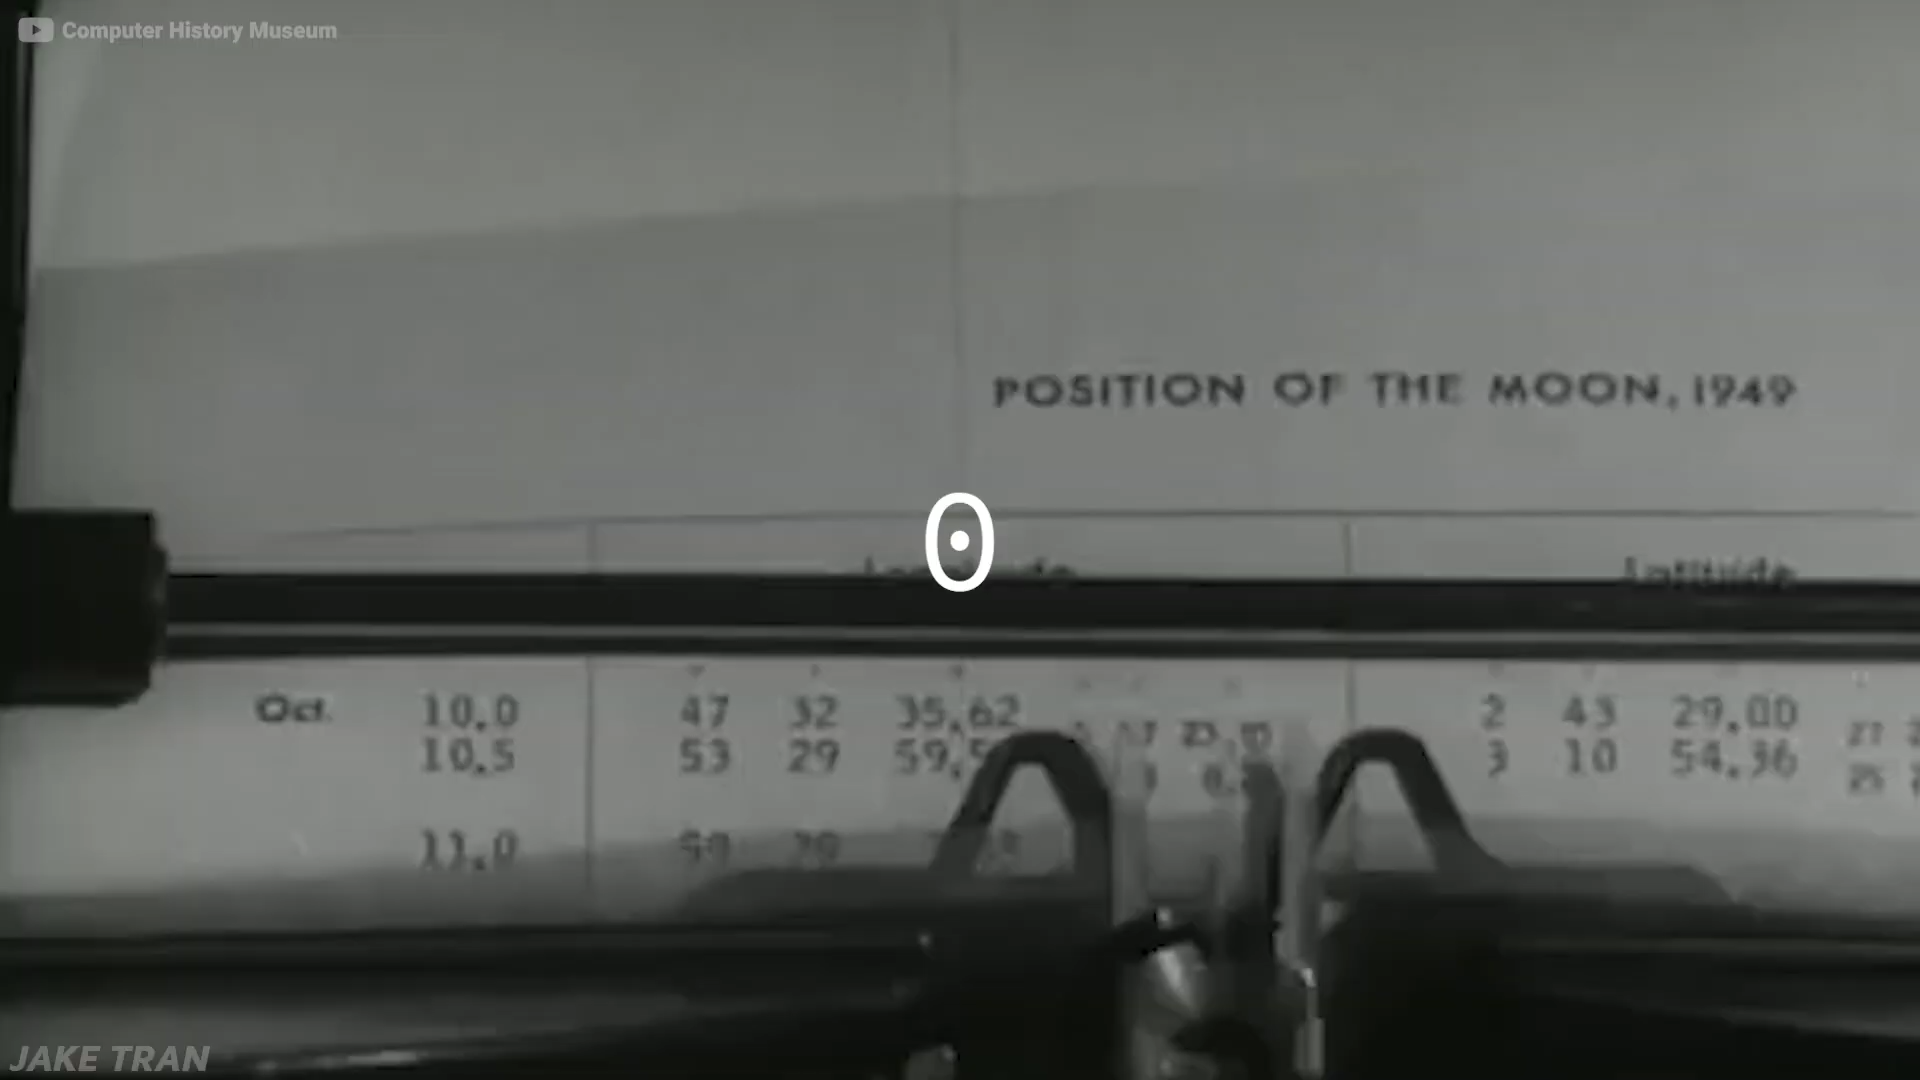 Computer History Museum
POSITION OF THE MOON, 1949
0
Latitude
Oct. 10.0 47 32 35.62 2 43 29.00
10.5 53 29 3 10 54.36
11.0
JAKE TRAN